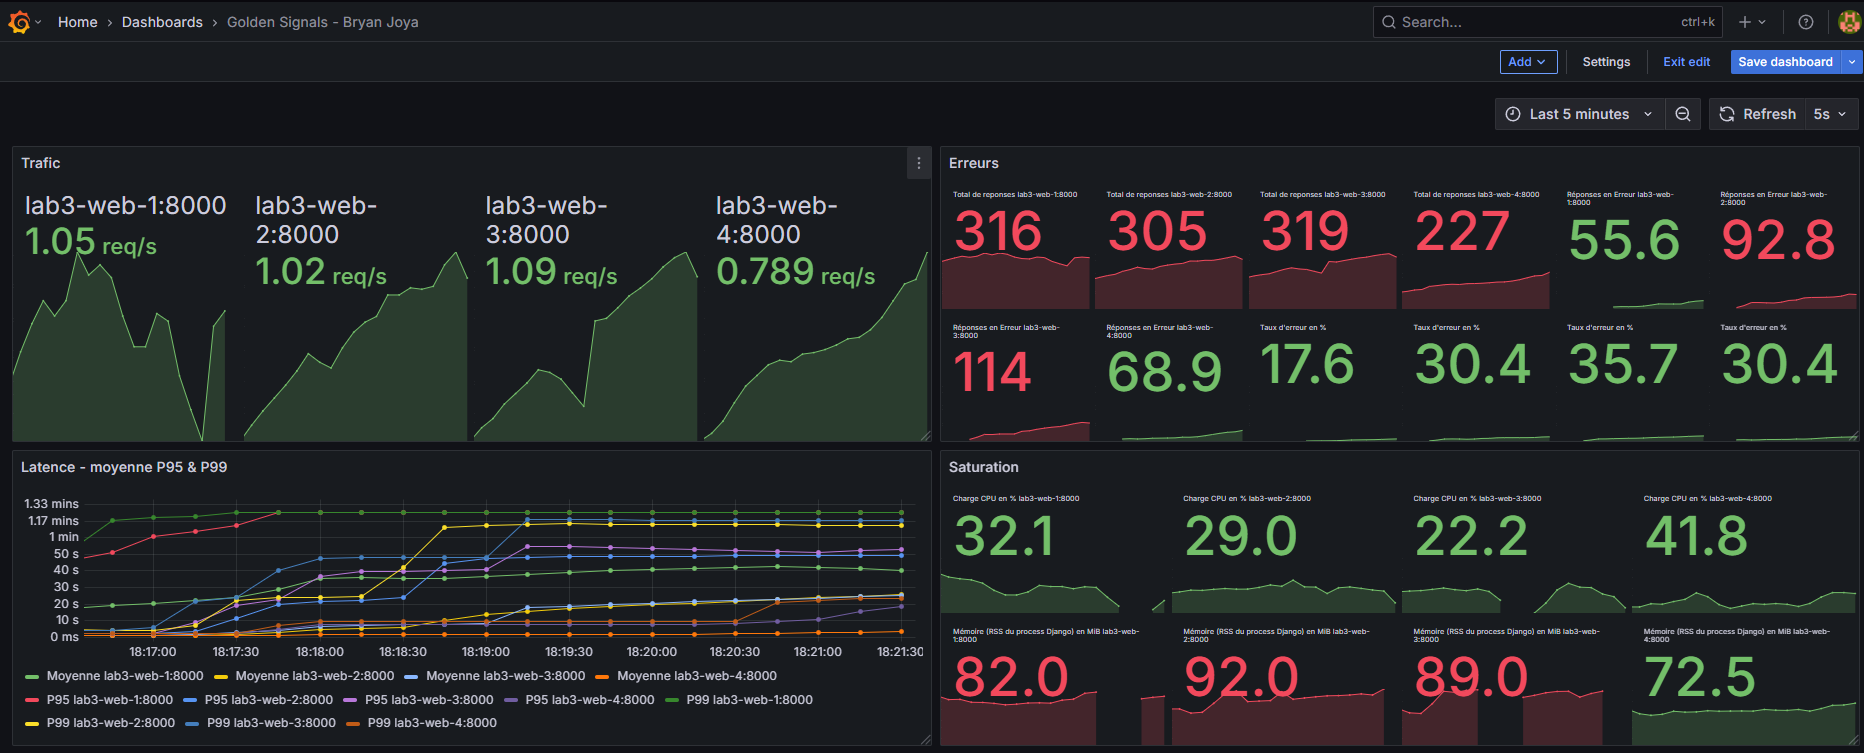 Home › Dashboards › Golden Signals - Bryan Joya
Search... ctrl+k
Add Settings Exit edit Save dashboard
Last 5 minutes Refresh 5s
Trafic
lab3-web-1:8000
1.05 req/s
lab3-web-
2:8000
1.02 req/s
lab3-web-
3:8000
1.09 req/s
lab3-web-
4:8000
0.789 req/s
Erreurs
Total de reponses lab3-web-1:8000
316
Total de reponses lab3-web-2:8000
305
Total de reponses lab3-web-3:8000
319
Total de reponses lab3-web-4:8000
227
Réponses en Erreur lab3-web-
1:8000
55.6
Réponses en Erreur lab3-web-
2:8000
92.8
Réponses en Erreur lab3-web-
3:8000
114
Réponses en Erreur lab3-web-
4:8000
68.9
Taux d'erreur en %
17.6
Taux d'erreur en %
30.4
Taux d'erreur en %
35.7
Taux d'erreur en %
30.4
Latence - moyenne P95 & P99
1.33 mins
1.17 mins
1 min
50 s
40 s
30 s
20 s
10 s
0 ms
18:17:00 18:17:30 18:18:00 18:18:30 18:19:00 18:19:30 18:20:00 18:20:30 18:21:00 18:21:30
Moyenne lab3-web-1:8000 Moyenne lab3-web-2:8000 Moyenne lab3-web-3:8000 Moyenne lab3-web-4:8000
P95 lab3-web-1:8000 P95 lab3-web-2:8000 P95 lab3-web-3:8000 P95 lab3-web-4:8000 P99 lab3-web-1:8000
P99 lab3-web-2:8000 P99 lab3-web-3:8000 P99 lab3-web-4:8000
Saturation
Charge CPU en % lab3-web-1:8000
32.1
Charge CPU en % lab3-web-2:8000
29.0
Charge CPU en % lab3-web-3:8000
22.2
Charge CPU en % lab3-web-4:8000
41.8
Mémoire (RSS du process Django) en MiB lab3-web-
1:8000
82.0
Mémoire (RSS du process Django) en MiB lab3-web-
2:8000
92.0
Mémoire (RSS du process Django) en MiB lab3-web-
3:8000
89.0
Mémoire (RSS du process Django) en MiB lab3-web-
4:8000
72.5